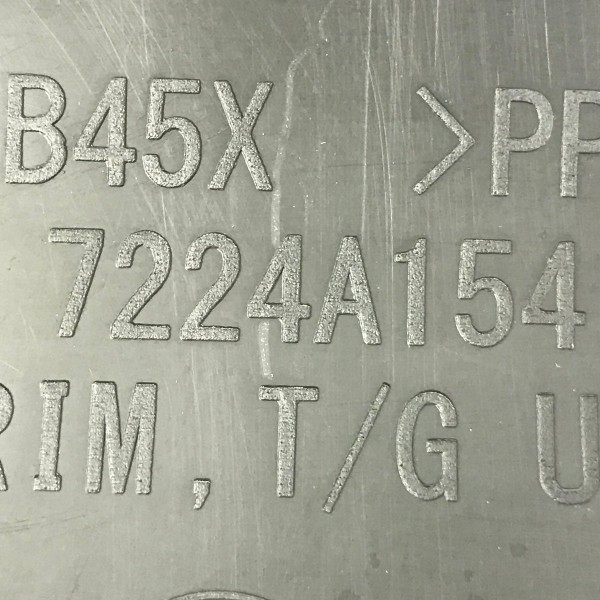 B45X >PP
7224A154
RIM, T/G U